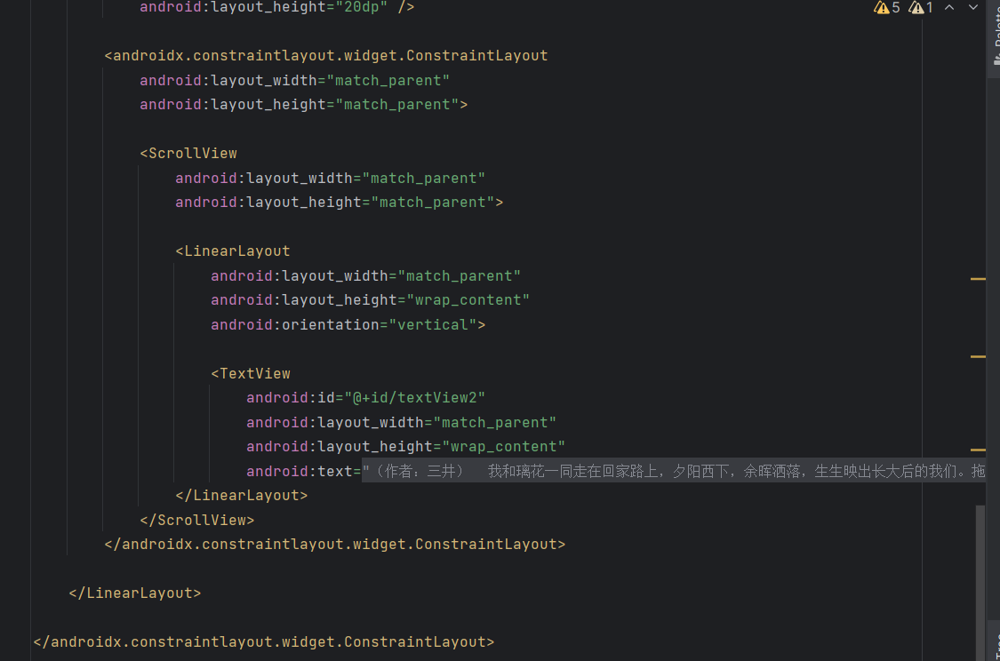 android:layout_height="20dp" />
5 1
<androidx.constraintlayout.widget.ConstraintLayout
android:layout_width="match_parent"
android:layout_height="match_parent">
<ScrollView
android:layout_width="match_parent"
android:layout_height="match_parent">
<LinearLayout
android:layout_width="match_parent"
android:layout_height="wrap_content"
android:orientation="vertical">
<TextView
android:id="@+id/textView2"
android:layout_width="match_parent"
android:layout_height="wrap_content"
android:text="（作者：三井） 我和璃花一同走在回家路上，夕阳西下，余晖洒落，生生映出长大后的我们。拖
</LinearLayout>
</ScrollView>
</androidx.constraintlayout.widget.ConstraintLayout>
</LinearLayout>
</androidx.constraintlayout.widget.ConstraintLayout>